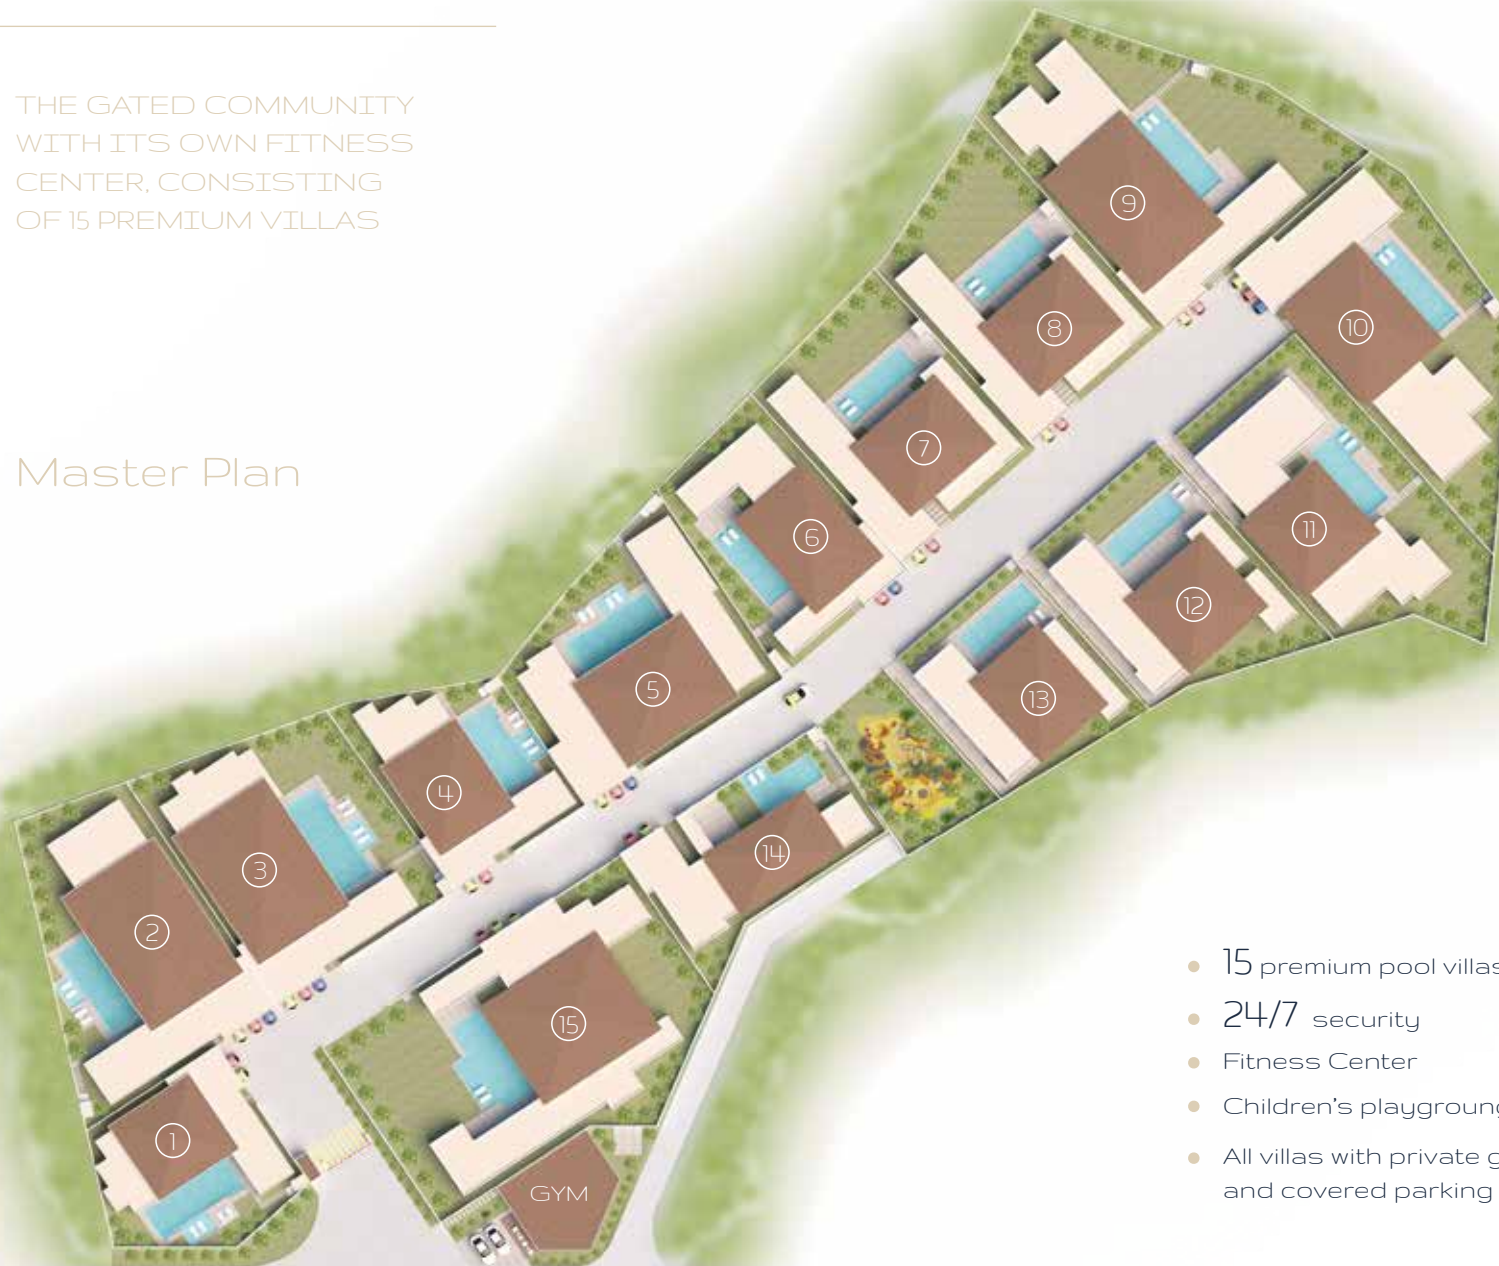 THE GATED COMMUNITY
WITH ITS OWN FITNESS
CENTER, CONSISTING
OF 15 PREMIUM VILLAS
Master Plan
9
10
8
7
11
6
12
5
13
4
14
3
2
15
1
GYM
15 premium pool villas
24/7 security
Fitness Center
Children's playgroun
All villas with private g
and covered parking